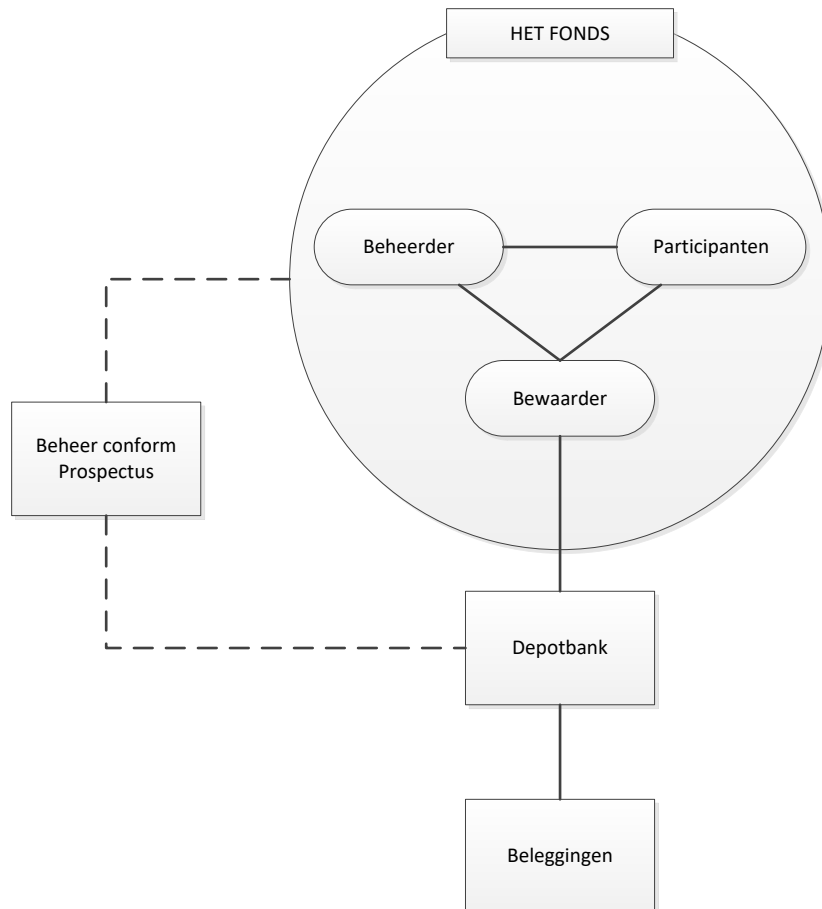 HET FONDS
Beheerder
Participanten
Bewaarder
Beheer conform
Prospectus
Depotbank
Beleggingen